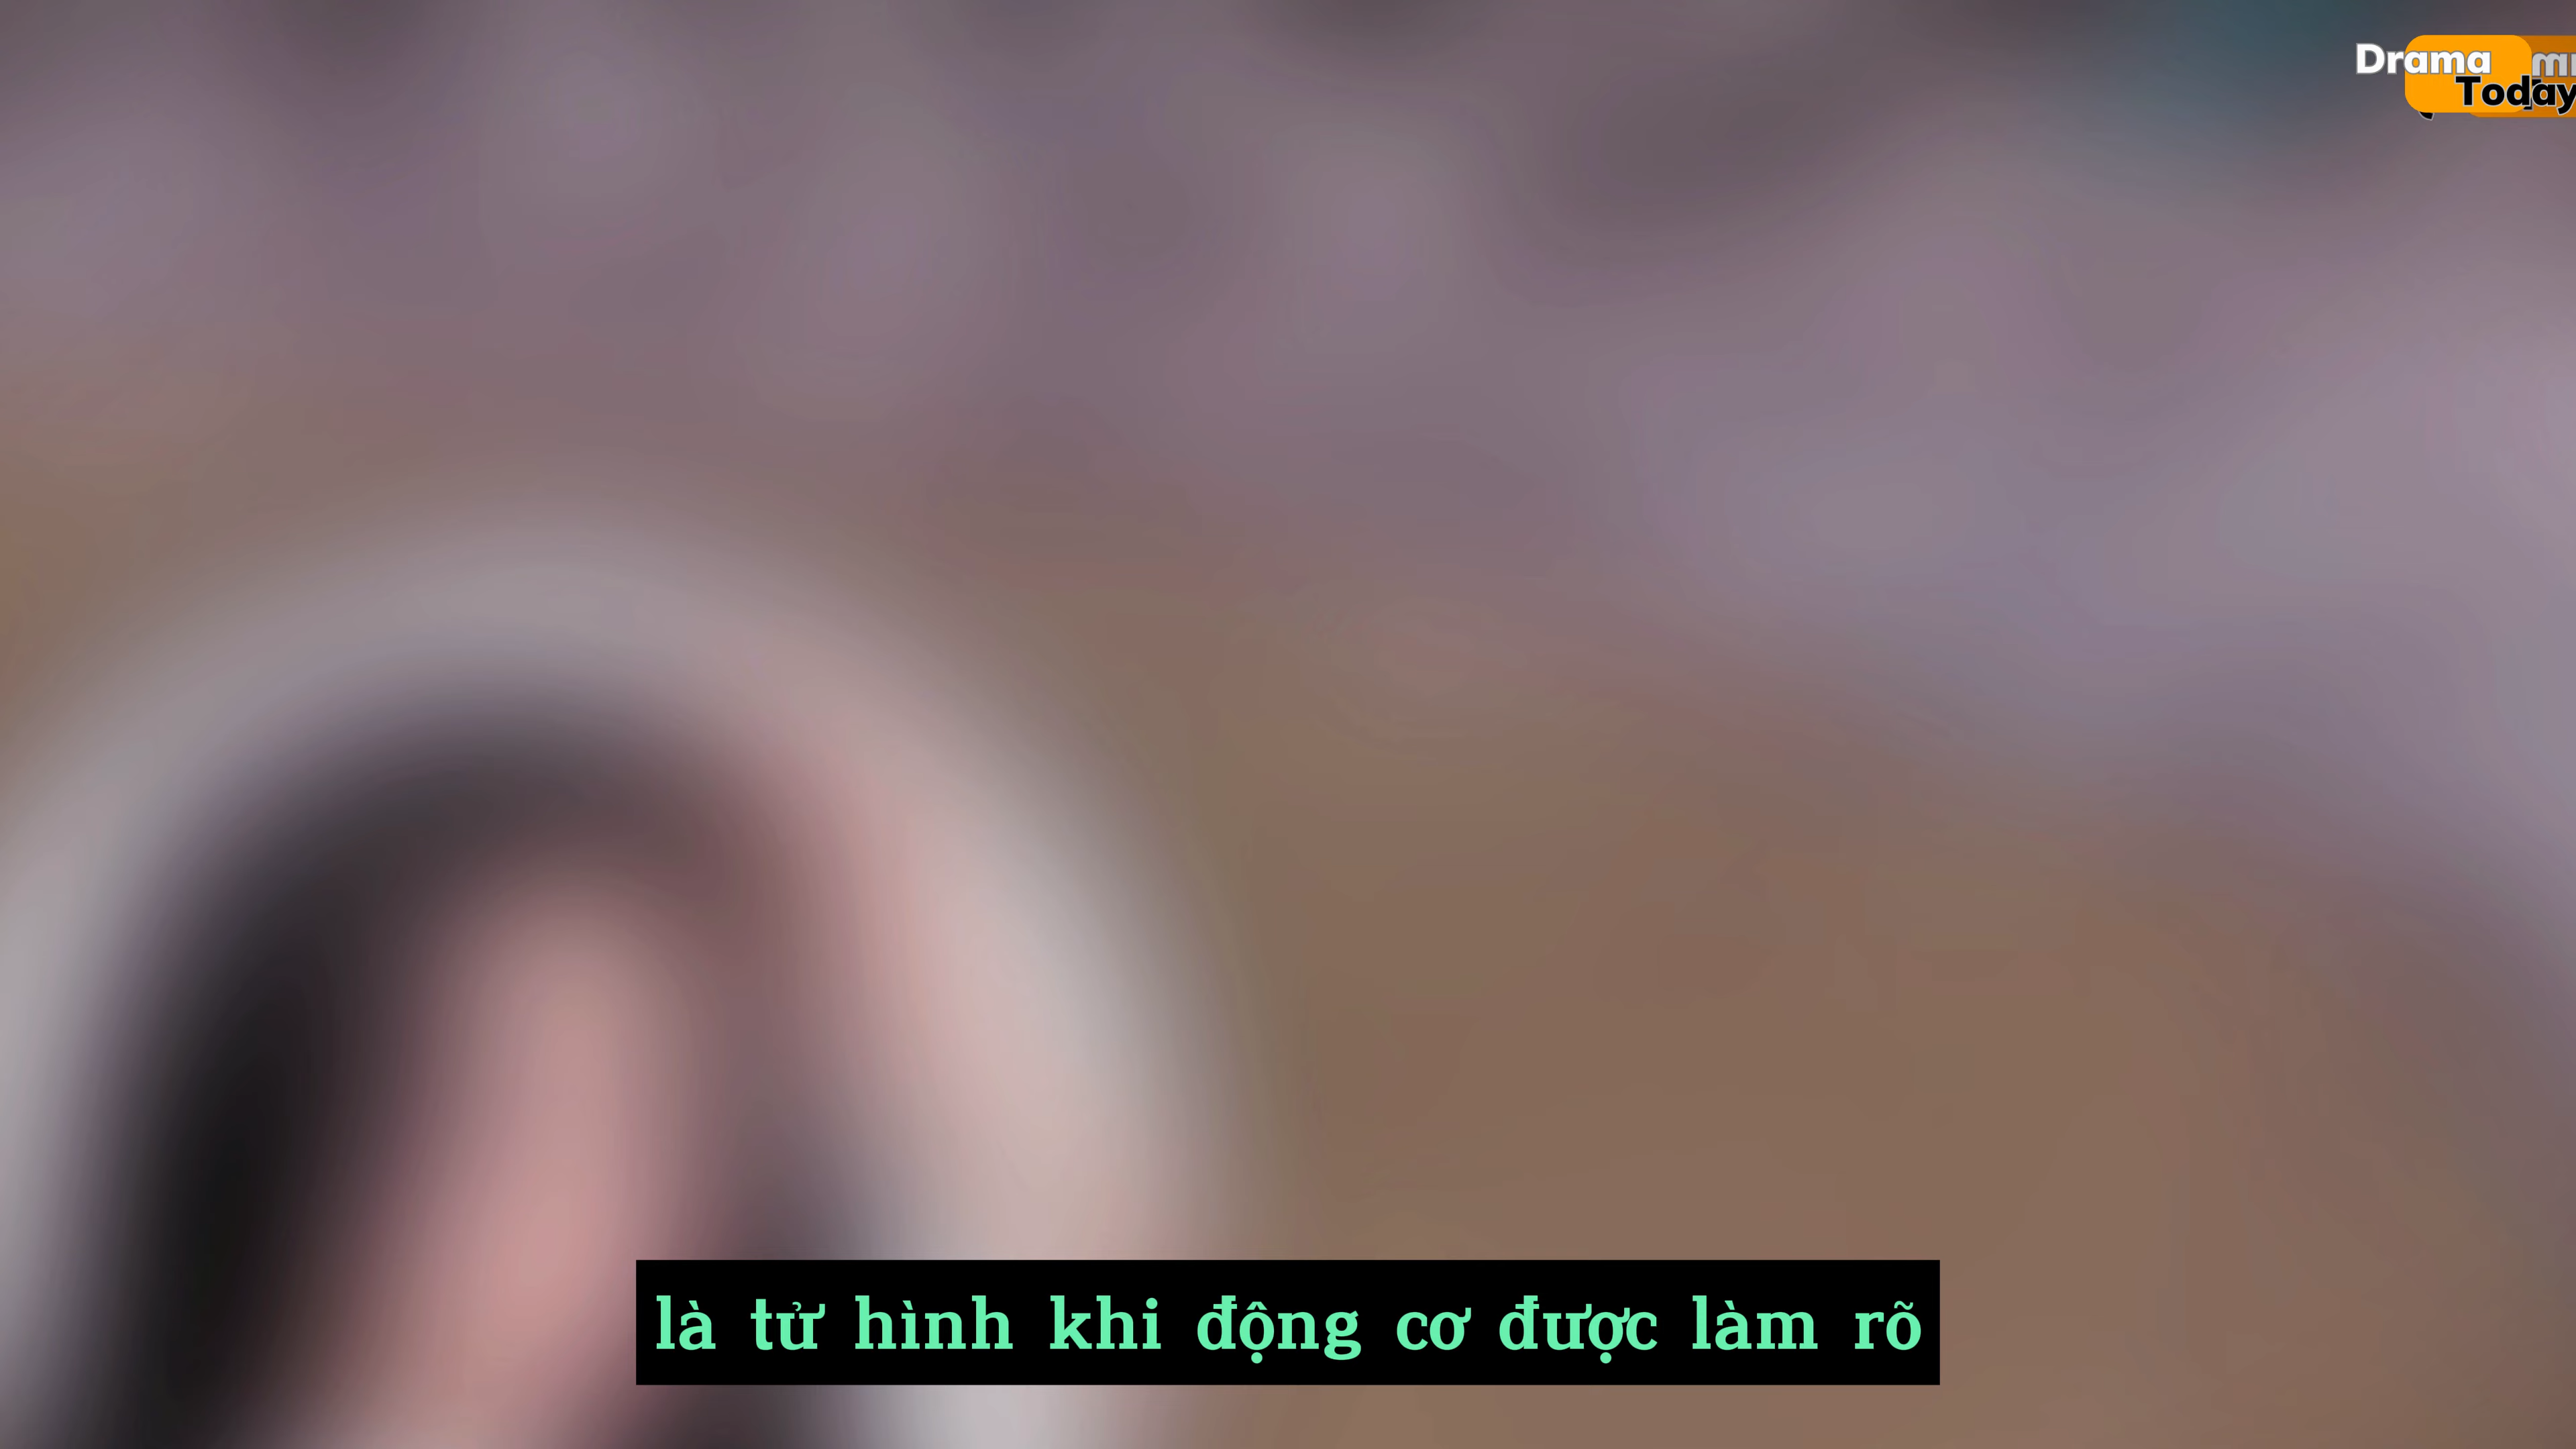 Drama
Today
là tử hình khi động cơ được làm rõ